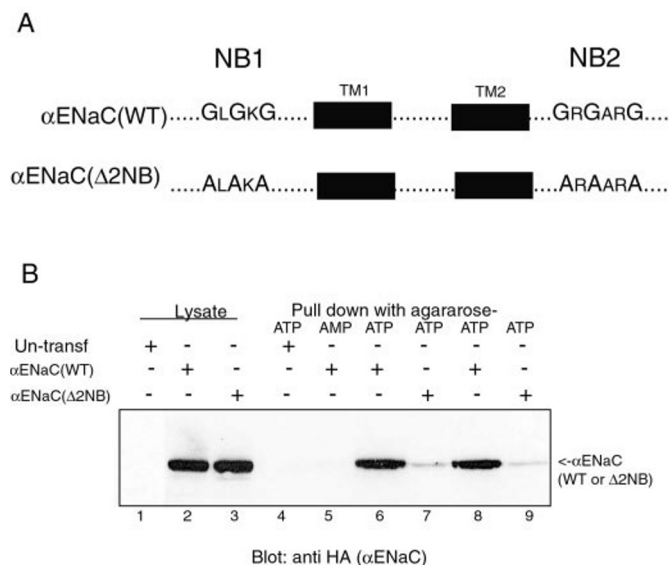 A
NB1 NB2
TM1 TM2
αENaC(WT) .....GLGKG..... .......... ..GRGARG....
αENaC(Δ2NB) .....ALAKA....... .......... ..ARAARA....
B
Lysate Pull down with agararose-
ATP AMP ATP ATP ATP ATP
Un-transf + - - + - - - - -
αENaC(WT) - + - - + + - + -
αENaC(Δ2NB) - - + - - - + - +
<-αENaC
(WT or Δ2NB)
1 2 3 4 5 6 7 8 9
Blot: anti HA (αENaC)